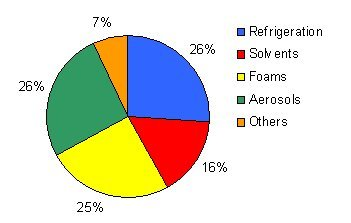 7%
26%
26%
16%
25%
Refrigeration
Solvents
Foams
Aerosols
Others